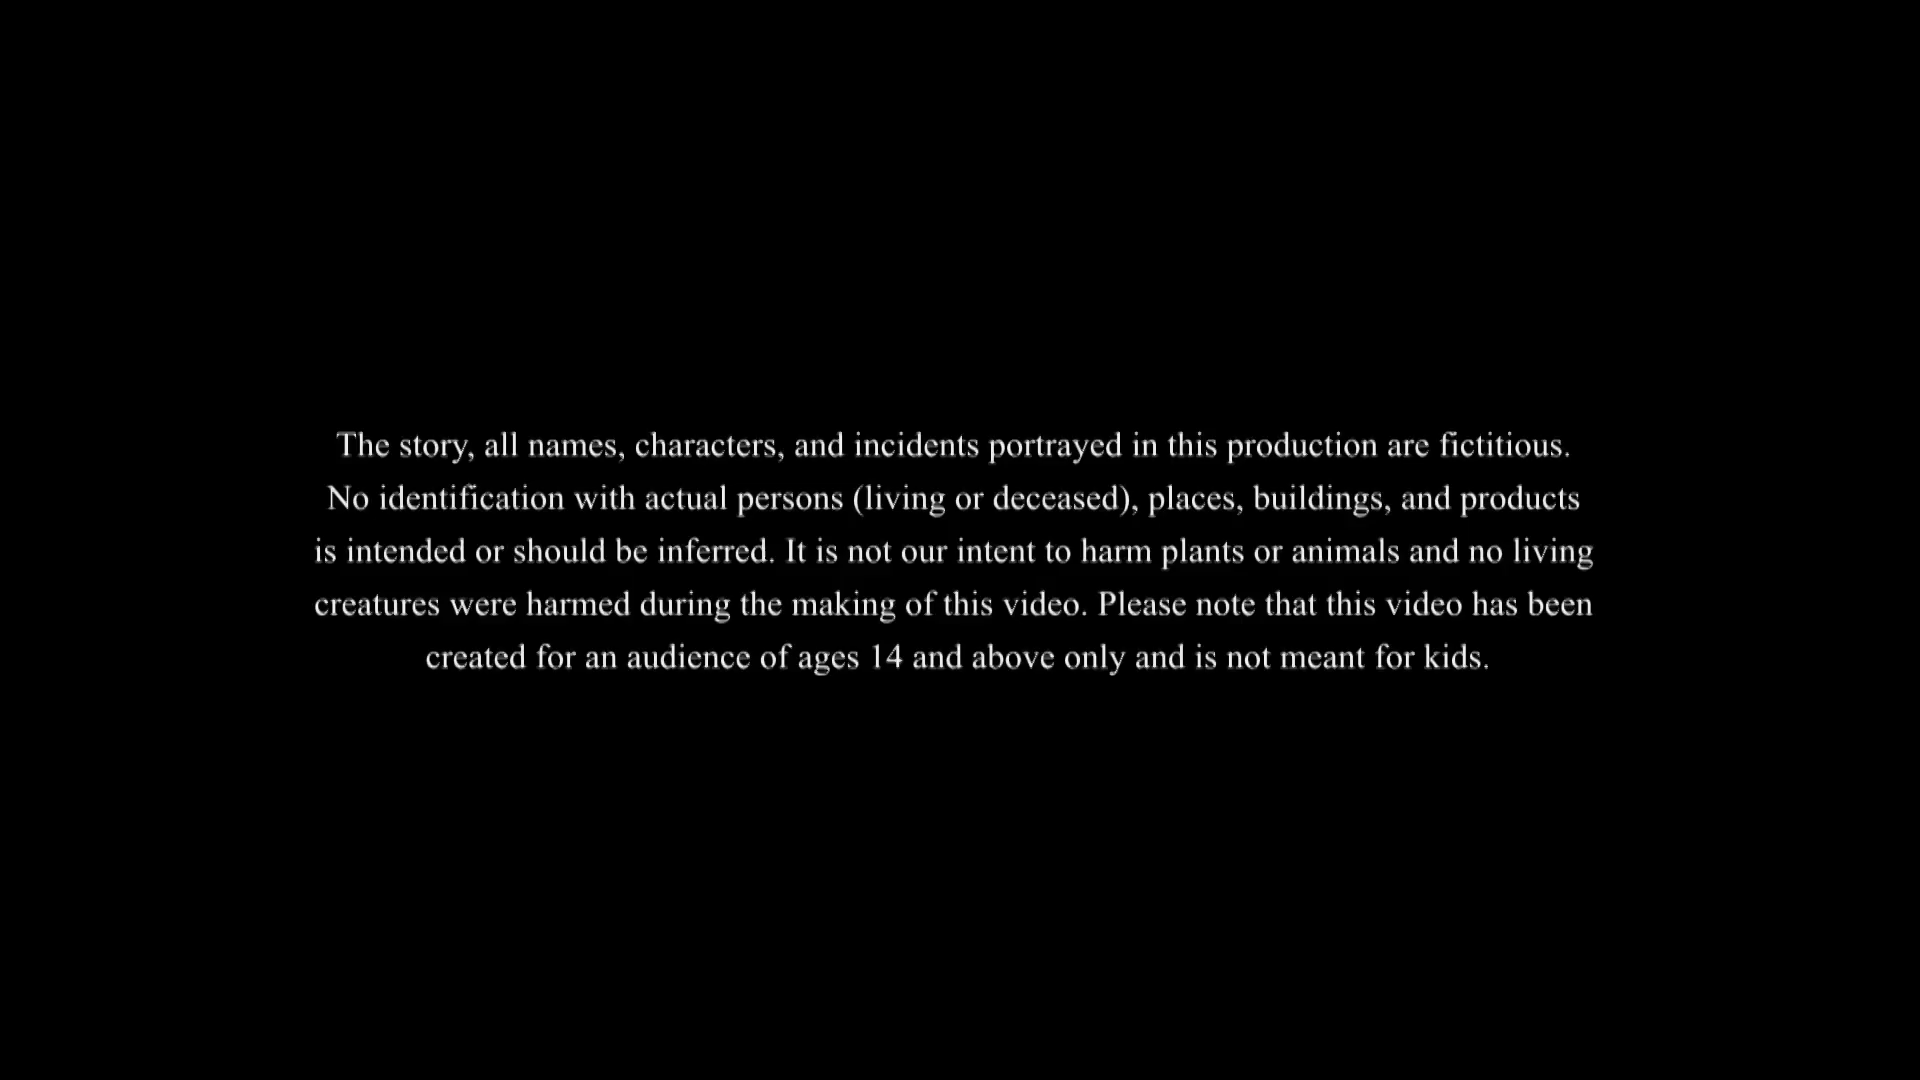 The story, all names, characters, and incidents portrayed in this production are fictitious.
No identification with actual persons (living or deceased), places, buildings, and products
is intended or should be inferred. It is not our intent to harm plants or animals and no living
creatures were harmed during the making of this video. Please note that this video has been
created for an audience of ages 14 and above only and is not meant for kids.